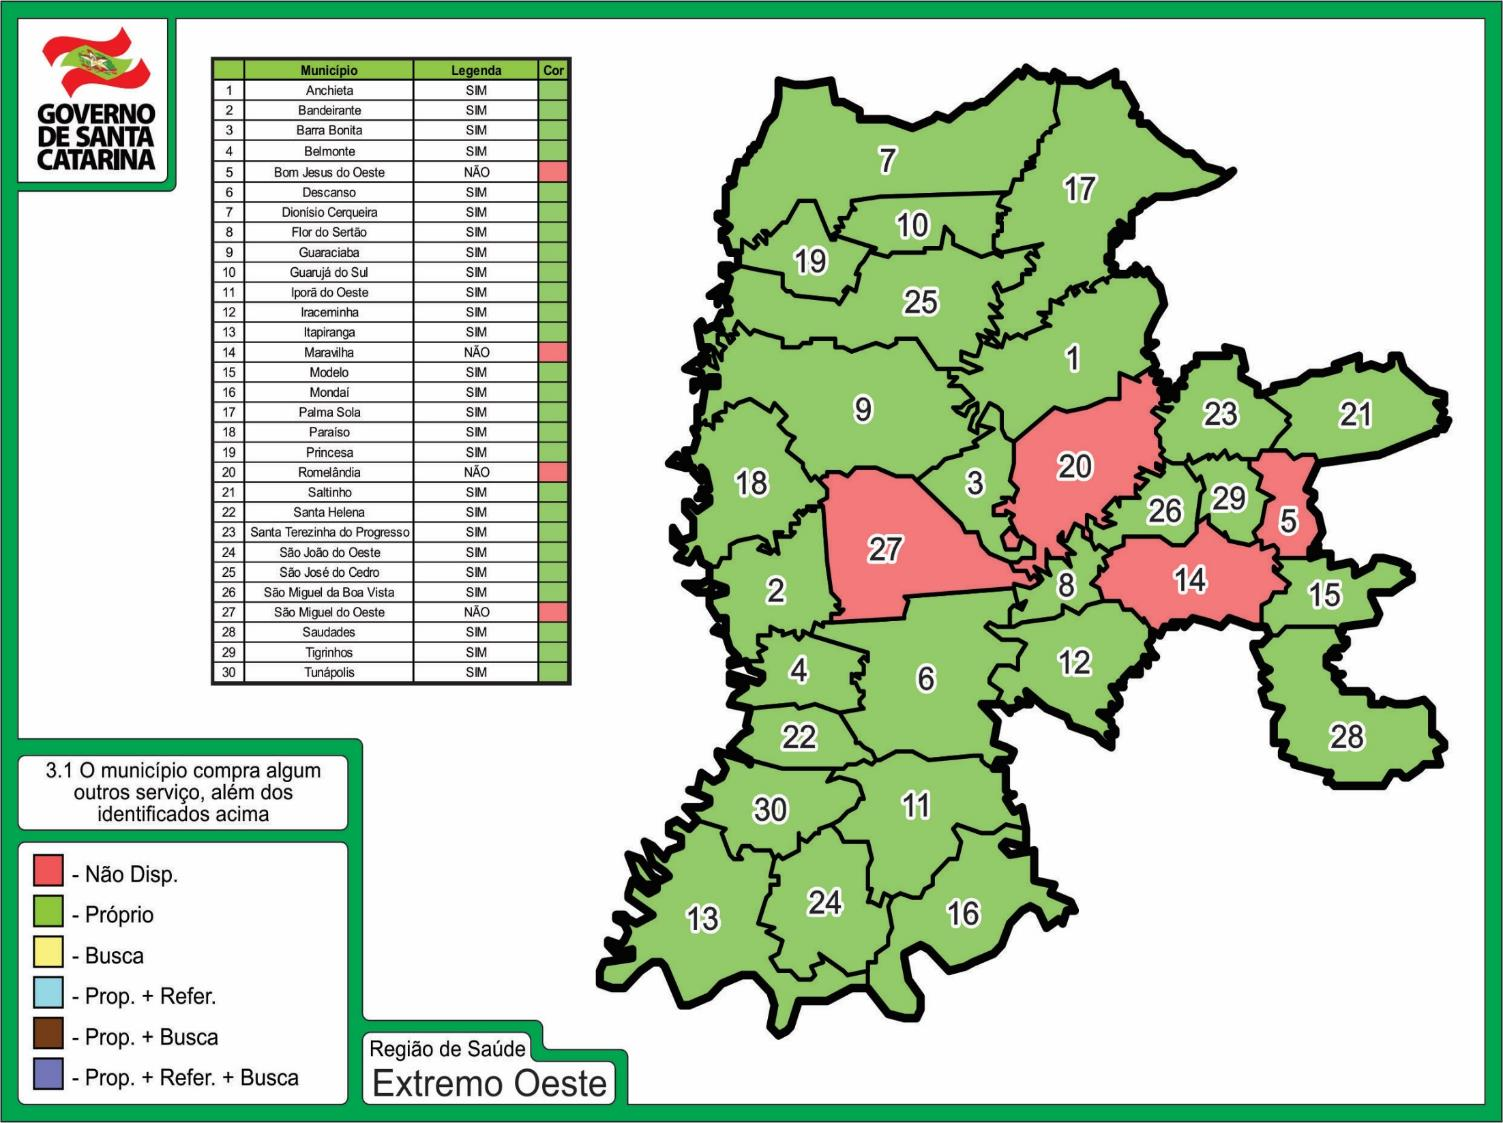 GOVERNO
DE SANTA
CATARINA
Município Legenda Cor
1 Anchieta SIM
2 Bandeirante SIM
3 Barra Bonita SIM
4 Belmonte SIM
5 Bom Jesus do Oeste NÃO
6 Descanso SIM
7 Dionísio Cerqueira SIM
8 Flor do Sertão SIM
9 Guaraciaba SIM
10 Guarujá do Sul SIM
11 Iporã do Oeste SIM
12 Iraceminha SIM
13 Itapiranga SIM
14 Maravilha NÃO
15 Modelo SIM
16 Mondaí SIM
17 Palma Sola SIM
18 Paraíso SIM
19 Princesa SIM
20 Romelândia NÃO
21 Saltinho SIM
22 Santa Helena SIM
23 Santa Terezinha do Progresso SIM
24 São João do Oeste SIM
25 São José do Cedro SIM
26 São Miguel da Boa Vista SIM
27 São Miguel do Oeste NÃO
28 Saudades SIM
29 Tigrinhos SIM
30 Tunápolis SIM
7
17
10
19
25
1
9
23
21
20
18
3
26
29
5
27
2
8
14
15
4
6
12
22
28
30
11
13
24
16
3.1 O município compra algum
outros serviço, além dos
identificados acima
- Não Disp.
- Próprio
- Busca
- Prop. + Refer.
- Prop. + Busca
- Prop. + Refer. + Busca
Região de Saúde
Extremo Oeste